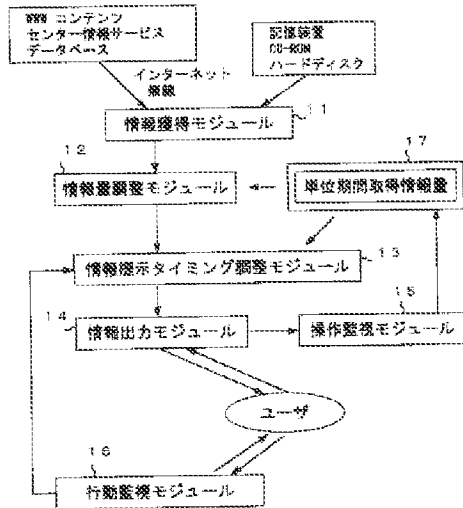 WWW コンテンツ
センター情報サービス
データベース
記憶装置
CD-ROM
ハードディスク
インターネット
無線
情報獲得モジュール
11
12
情報量調整モジュール
17
単位期間取得情報量
情報提示タイミング調整モジュール
13
14
情報出力モジュール
15
操作監視モジュール
ユーザ
16
行動監視モジュール